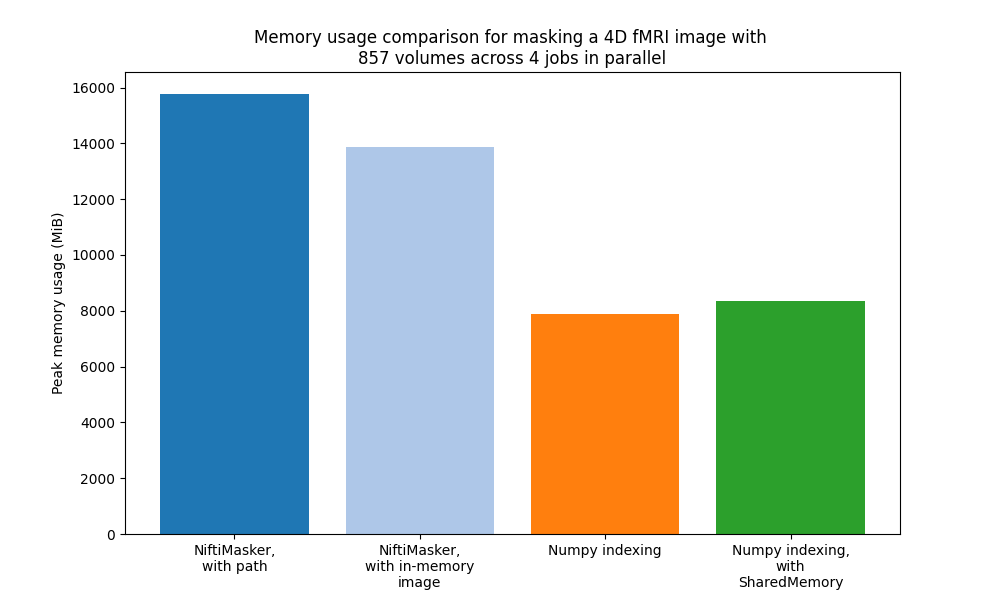 Memory usage comparison for masking a 4D fMRI image with
857 volumes across 4 jobs in parallel
Peak memory usage (MiB)
16000
14000
12000
10000
8000
6000
4000
2000
0
NiftiMasker,
with path
NiftiMasker,
with in-memory
image
Numpy indexing
Numpy indexing,
with
SharedMemory